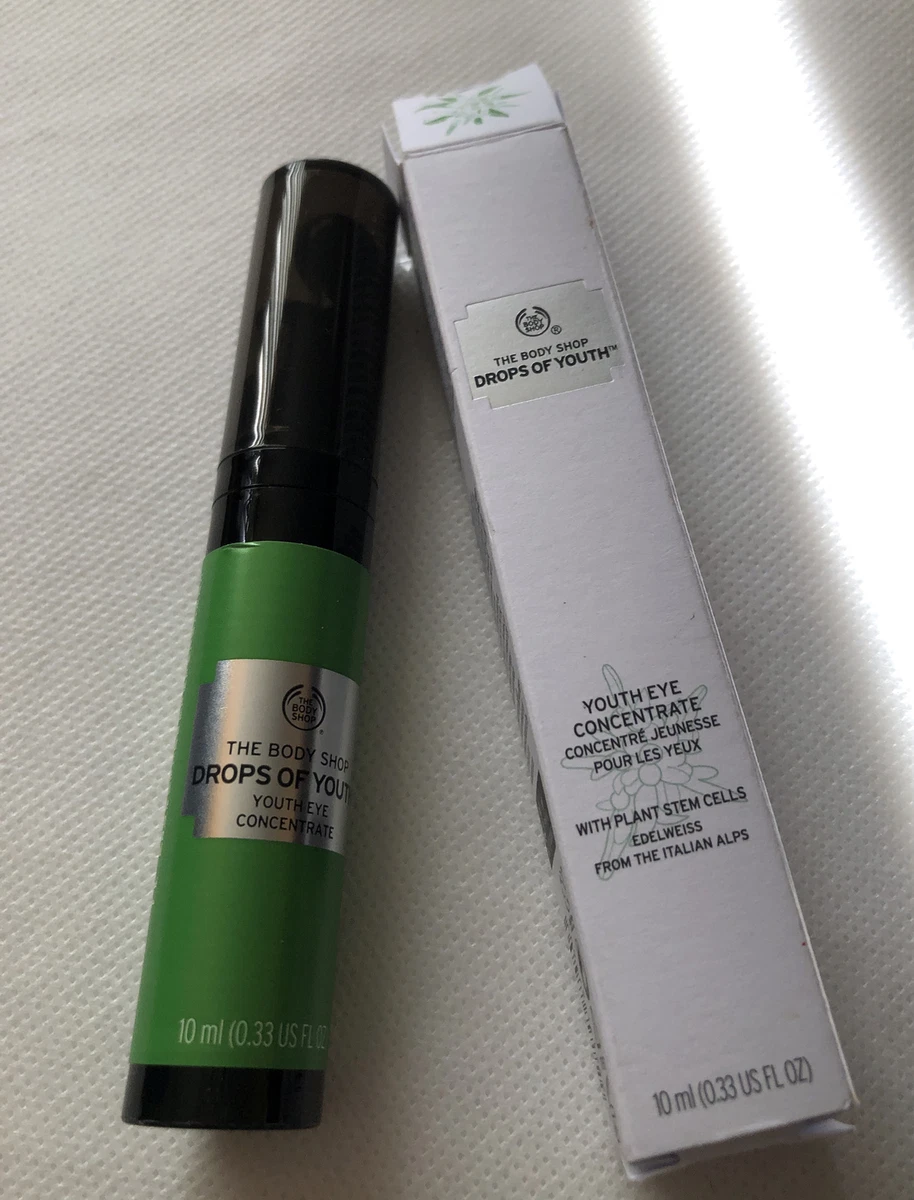 THE
BODY
SHOP
®
THE BODY SHOP
DROPS OF YOUTH
YOUTH EYE
CONCENTRATE
10 ml (0.33 US FL OZ
THE
BODY
SHOP
®
THE BODY SHOP
DROPS OF YOUTH™
YOUTH EYE
CONCENTRATE
CONCENTRÉ JEUNESSE
POUR LES YEUX
WITH PLANT STEM CELLS
EDELWEISS
FROM THE ITALIAN ALPS
10 ml (0.33 US FL OZ)